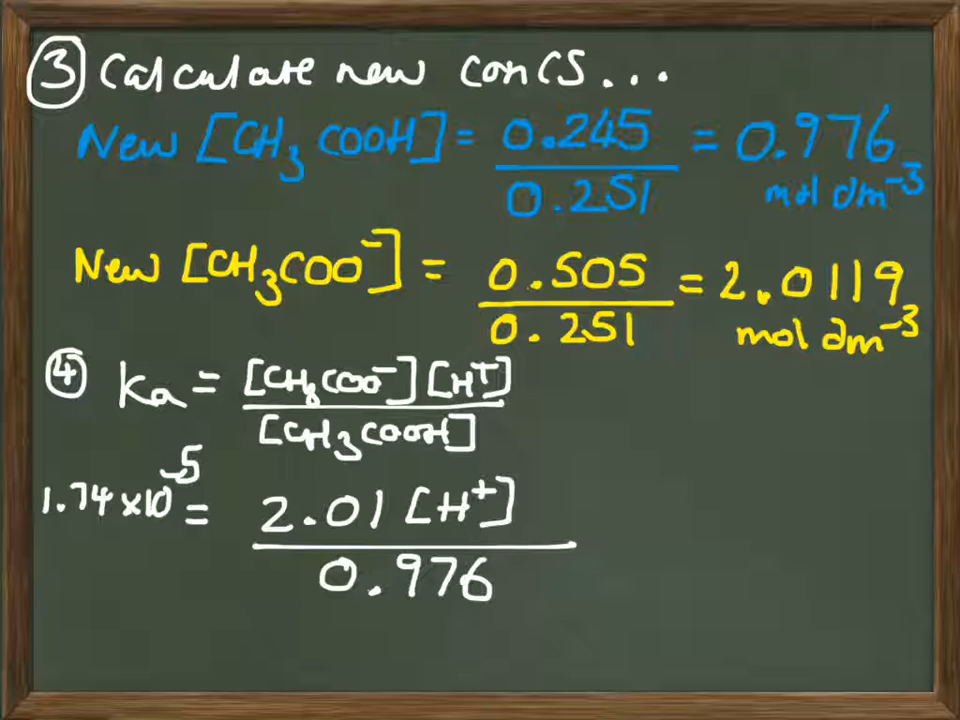 ③ Calculate new concs...
New [CH₃COOH] = 0.245 / 0.251 = 0.976 mol dm⁻³
New [CH₃COO⁻] = 0.505 / 0.251 = 2.0119 mol dm⁻³
④ Ka = [CH₃COO⁻][H⁺] / [CH₃COOH]
1.74 x 10⁻⁵ = 2.01 [H⁺] / 0.976